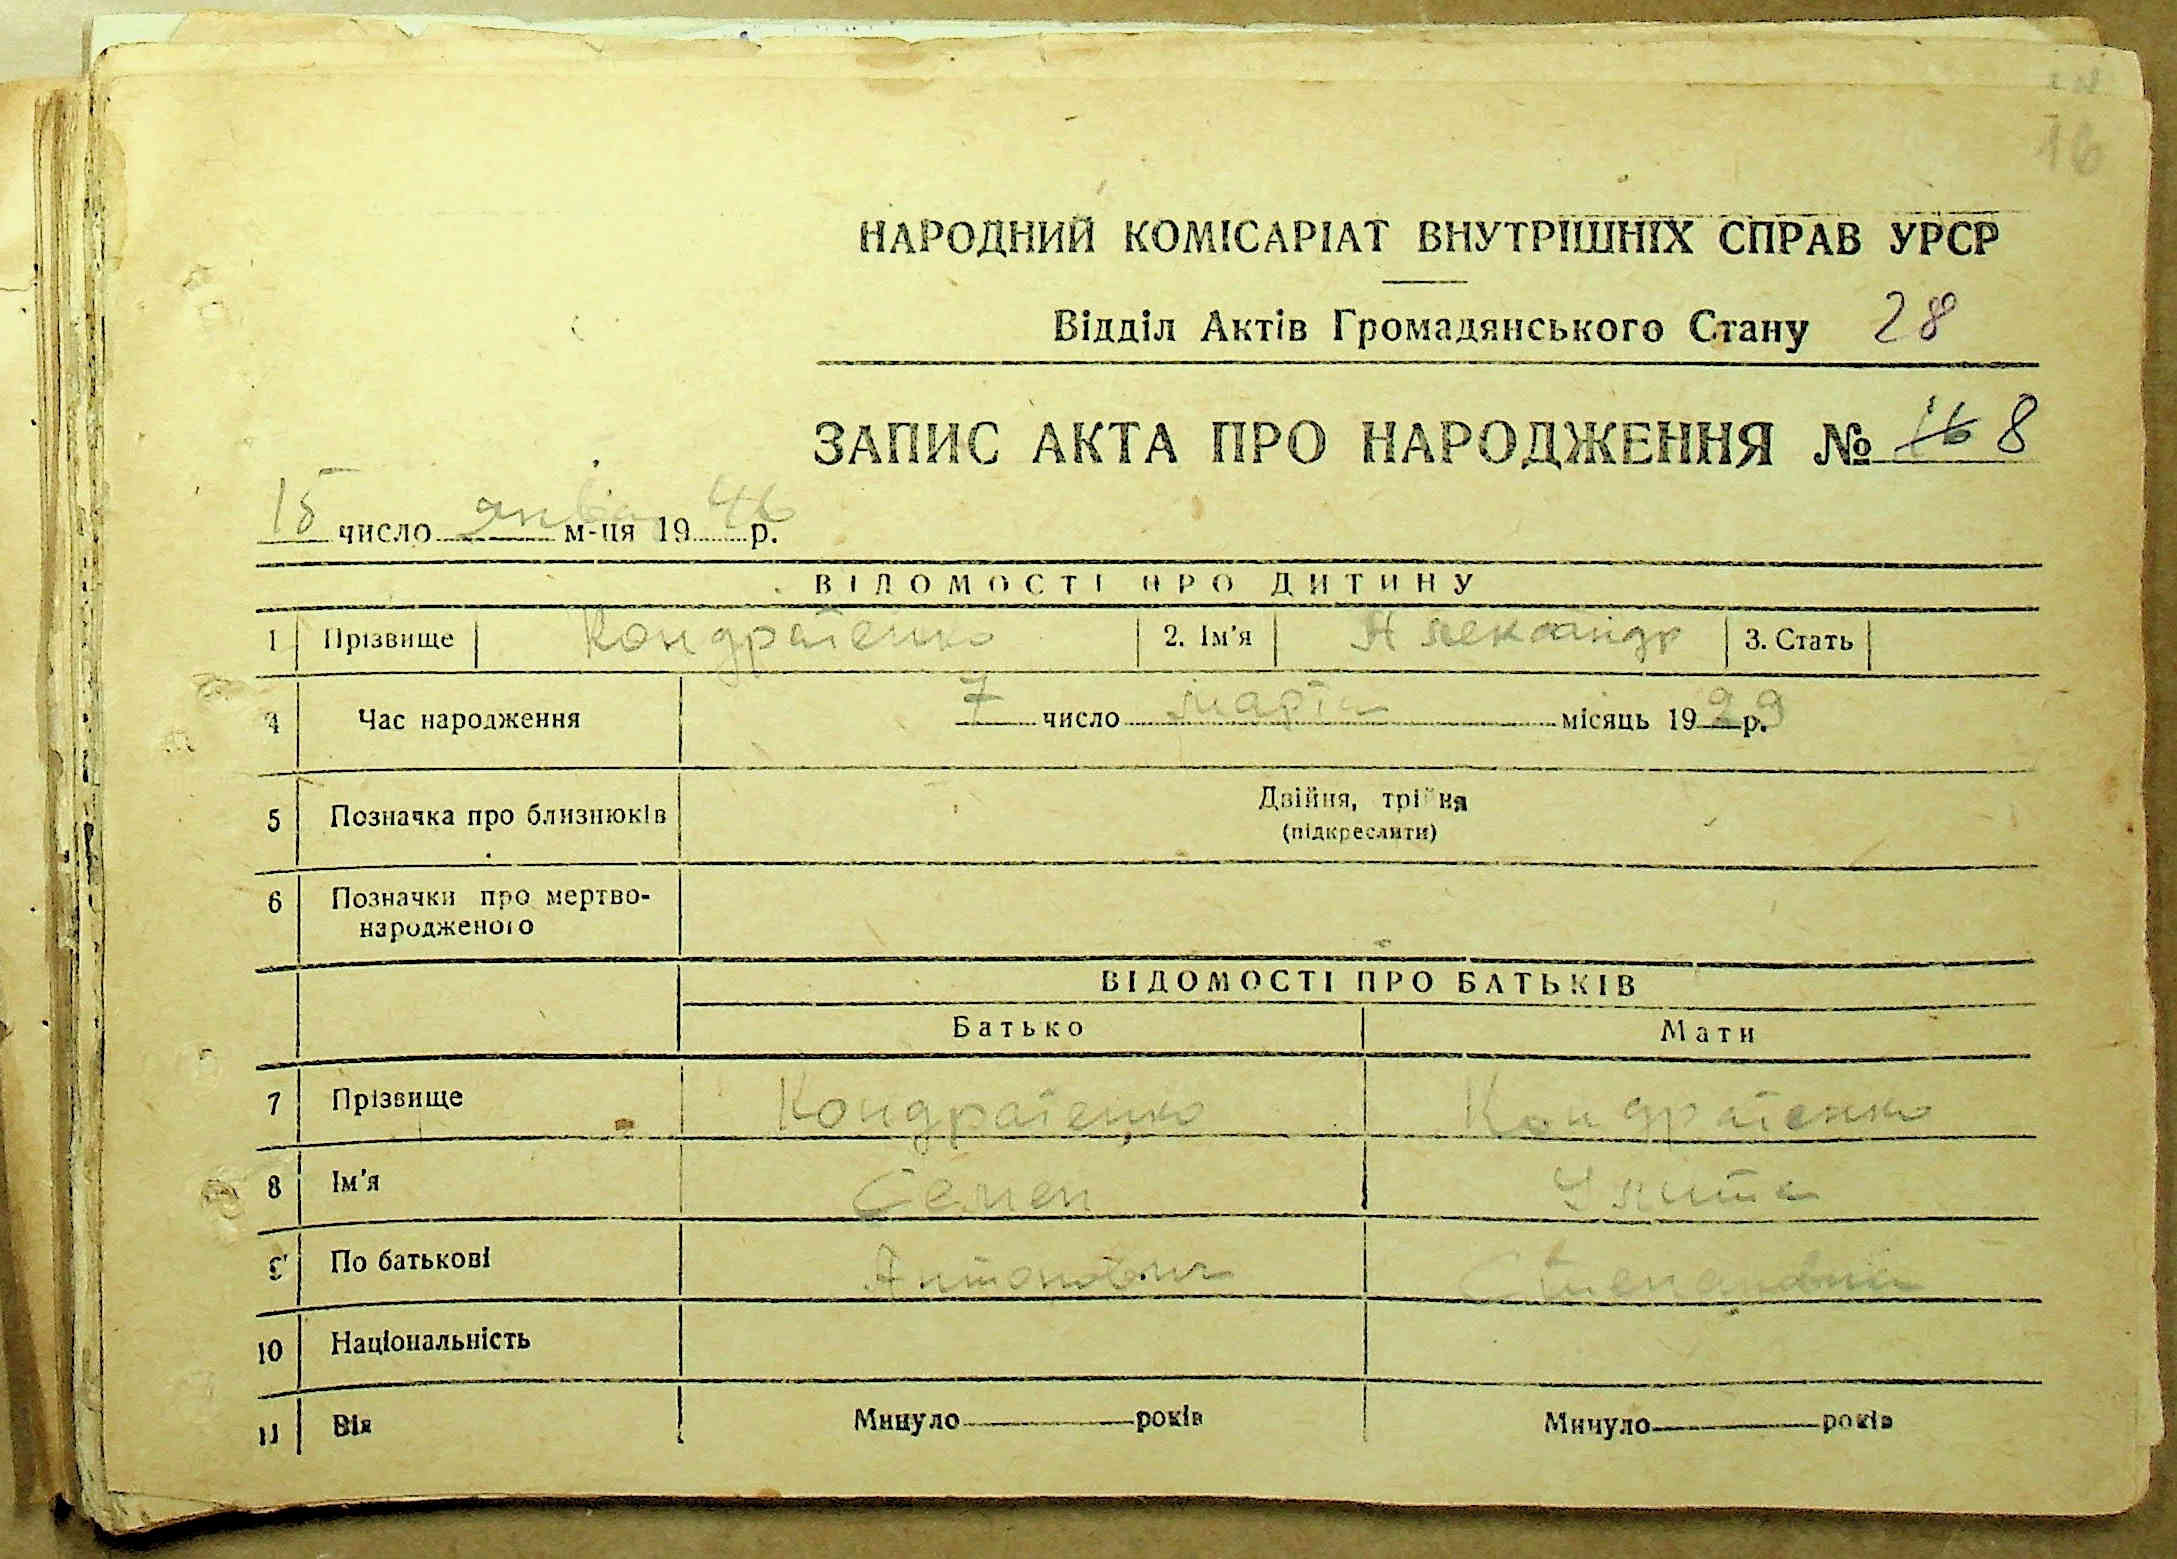 16
НАРОДНИЙ КОМІСАРІАТ ВНУТРІШНІХ СПРАВ УРСР
Відділ Актів Громадянського Стану 28
ЗАПИС АКТА ПРО НАРОДЖЕННЯ № 16 8
15 число янва м-ця 1946 р.
ВІДОМОСТІ ПРО ДИТИНУ
1 Прізвище Кондратенко 2. Ім'я Александр 3. Стать
4 Час народження 7 число марта місяць 1929 р.
5 Позначка про близнюків Двійня, трійня
(підкреслити)
6 Позначки про мертво-
народженого
ВІДОМОСТІ ПРО БАТЬКІВ
Батько Мати
7 Прізвище Кондратенко Кондратенко
8 Ім'я Семен Улита
9 По батькові Антонович Степановна
10 Національність
11 Вік Минуло років Минуло років